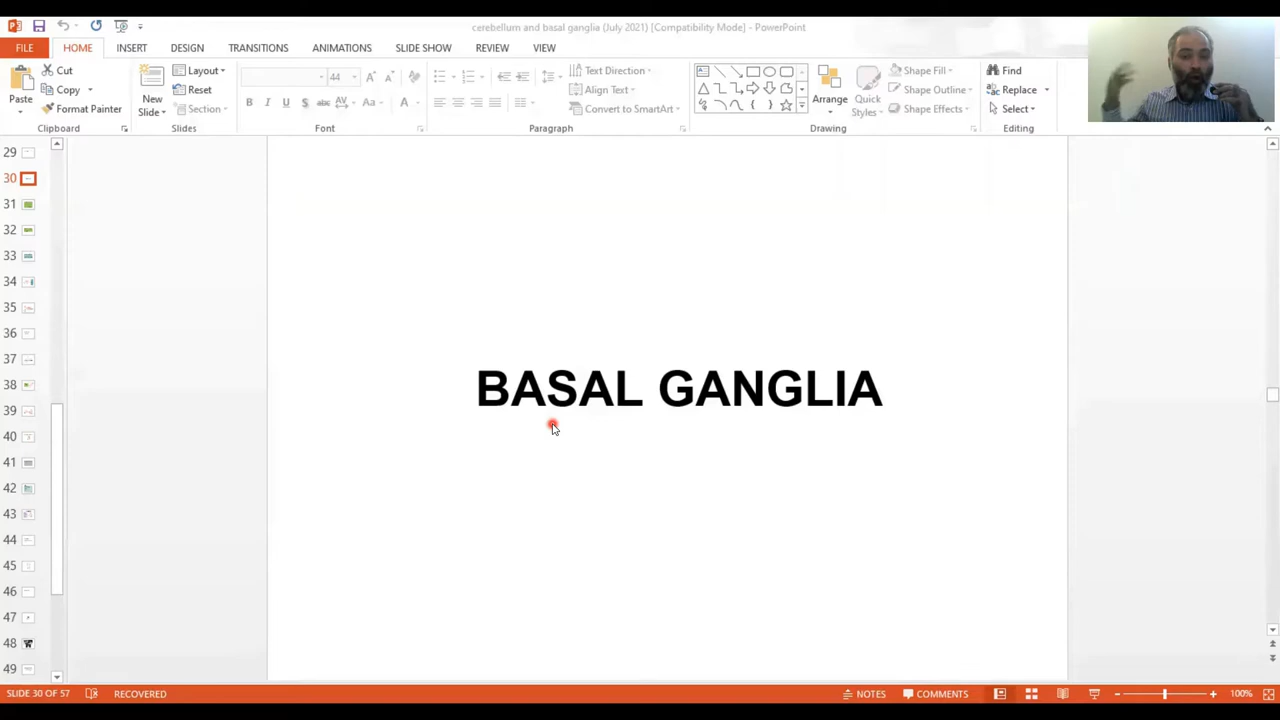 cerebellum and basal ganglia (July 2021) [Compatibility Mode] - PowerPoint
FILE HOME INSERT DESIGN TRANSITIONS ANIMATIONS SLIDE SHOW REVIEW VIEW
Paste
Cut
Copy
Format Painter
Clipboard
New
Slide
Layout
Reset
Section
Slides
44
B I U S abc AV Aa A
Font
Text Direction
Align Text
Convert to SmartArt
Paragraph
Arrange
Quick
Styles
Shape Fill
Shape Outline
Shape Effects
Drawing
Find
Replace
Select
Editing
29
30
31
32
33
34
35
36
37
38
39
40
41
42
43
44
45
46
47
48
49
BASAL GANGLIA
SLIDE 30 OF 57 RECOVERED NOTES COMMENTS 100%